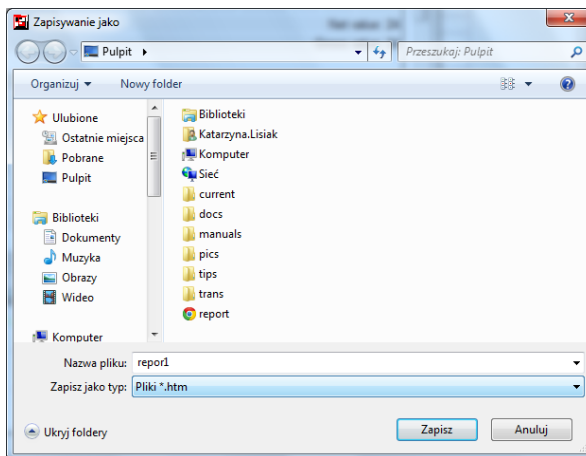 Zapisywanie jako
Pulpit
Przeszukaj: Pulpit
Organizuj
Nowy folder
Ulubione
Ostatnie miejsca
Pobrane
Pulpit
Biblioteki
Dokumenty
Muzyka
Obrazy
Wideo
Komputer
Biblioteki
Katarzyna.Lisiak
Komputer
Sieć
current
docs
manuals
pics
tips
trans
report
Nazwa pliku: repor1
Zapisz jako typ: Pliki *.htm
Ukryj foldery
Zapisz
Anuluj